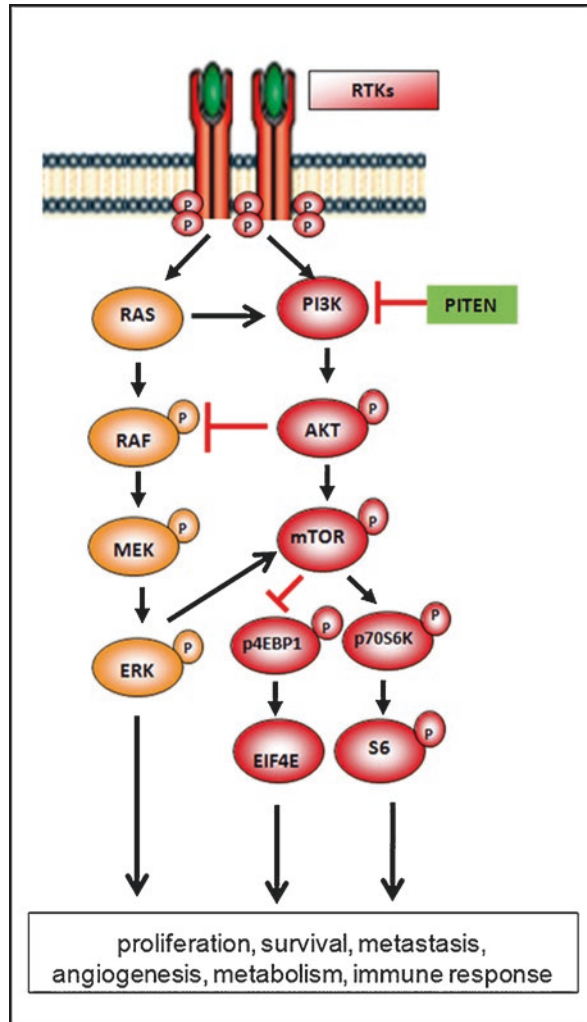 RTKs
P P P
P P P
RAS
PI3K
PITEN
RAF P
AKT P
MEK P
mTOR P
ERK P
p4EBP1 P
p70S6K P
EIF4E
S6 P
proliferation, survival, metastasis,
angiogenesis, metabolism, immune response